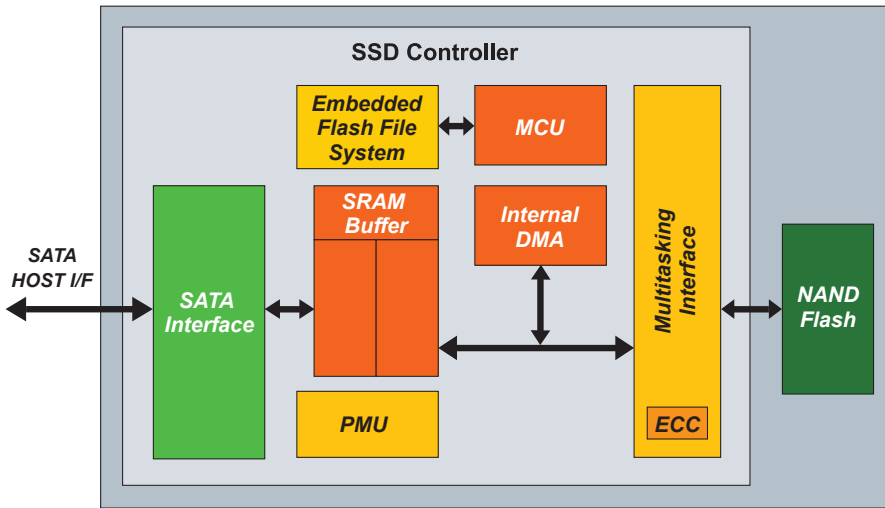 SSD Controller
Embedded
Flash File
System
MCU
SRAM
Buffer
Internal
DMA
SATA
HOST I/F
SATA
Interface
Multitasking
Interface
NAND
Flash
PMU
ECC